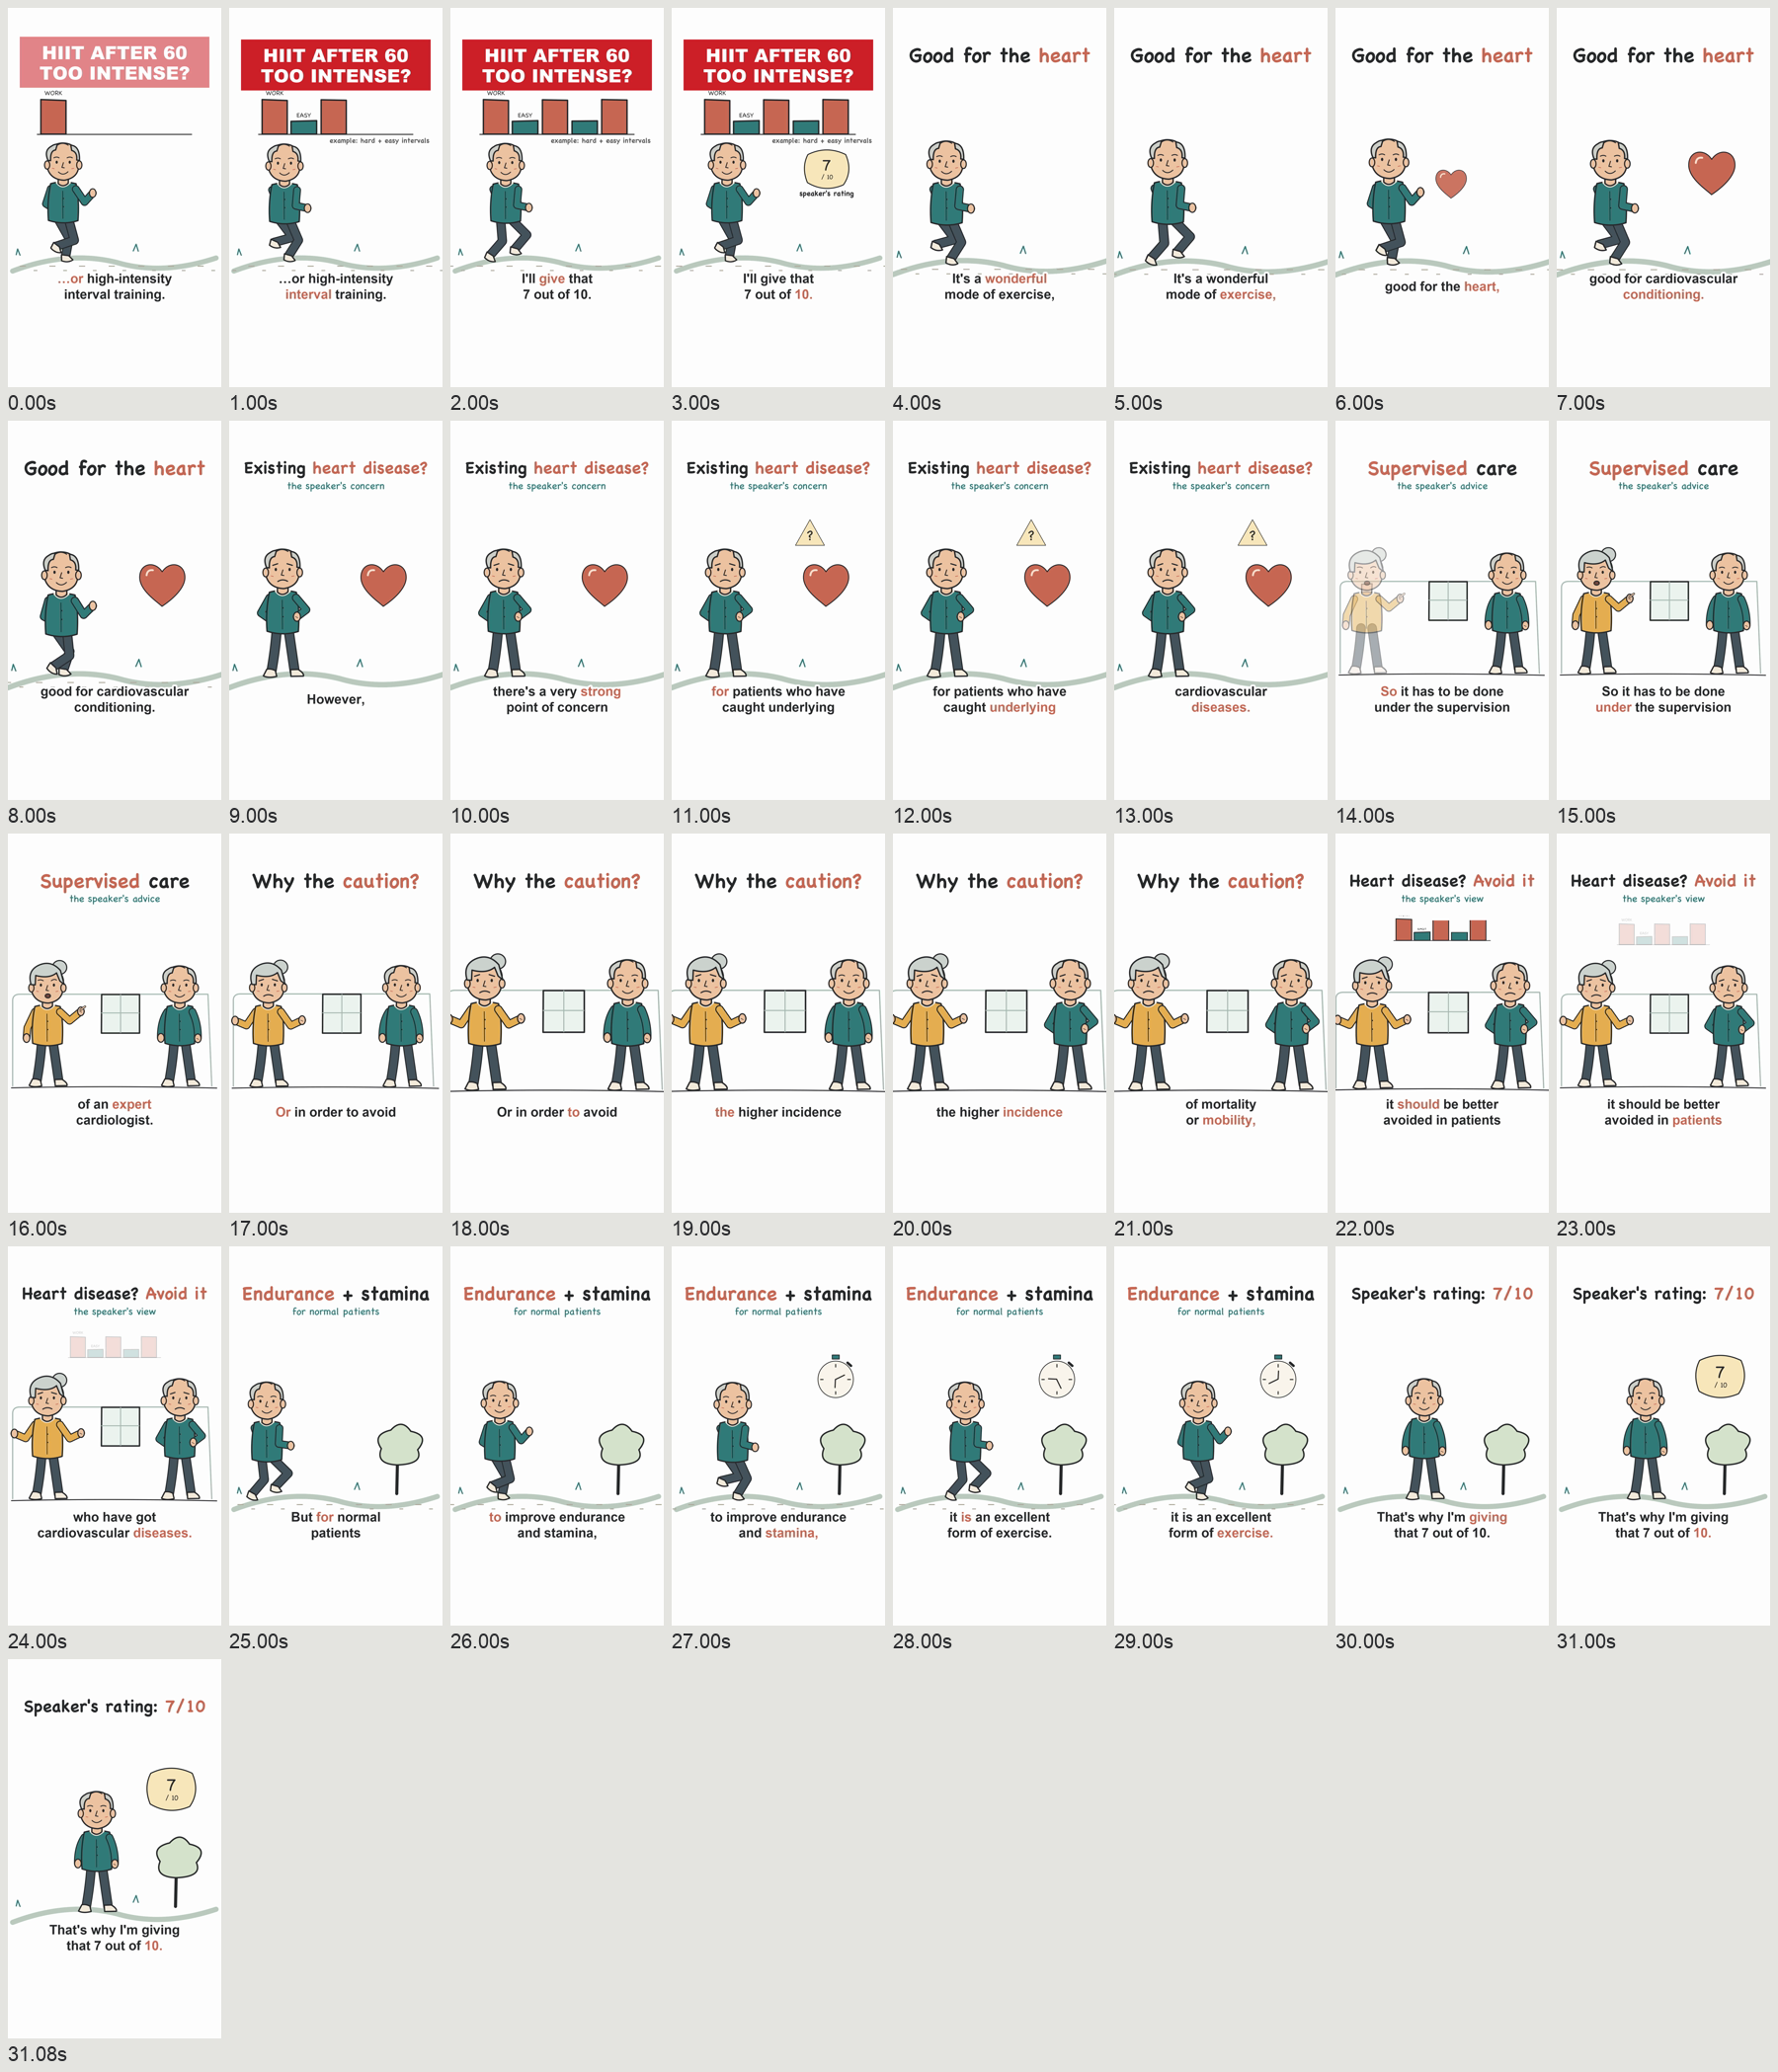 HIIT AFTER 60
TOO INTENSE?
WORK
...or high-intensity
interval training.
0.00s
HIIT AFTER 60
TOO INTENSE?
WORK
EASY
example: hard + easy intervals
...or high-intensity
interval training.
1.00s
HIIT AFTER 60
TOO INTENSE?
WORK
EASY
example: hard + easy intervals
I'll give that
7 out of 10.
2.00s
HIIT AFTER 60
TOO INTENSE?
WORK
EASY
example: hard + easy intervals
7
/ 10
speaker's rating
I'll give that
7 out of 10.
3.00s
Good for the heart
It's a wonderful
mode of exercise,
4.00s
Good for the heart
It's a wonderful
mode of exercise,
5.00s
Good for the heart
good for the heart,
6.00s
Good for the heart
good for cardiovascular
conditioning.
7.00s
Good for the heart
good for cardiovascular
conditioning.
8.00s
Existing heart disease?
the speaker's concern
However,
9.00s
Existing heart disease?
the speaker's concern
there's a very strong
point of concern
10.00s
Existing heart disease?
the speaker's concern
?
for patients who have
caught underlying
11.00s
Existing heart disease?
the speaker's concern
?
for patients who have
caught underlying
12.00s
Existing heart disease?
the speaker's concern
?
cardiovascular
diseases.
13.00s
Supervised care
the speaker's advice
So it has to be done
under the supervision
14.00s
Supervised care
the speaker's advice
So it has to be done
under the supervision
15.00s
Supervised care
the speaker's advice
of an expert
cardiologist.
16.00s
Why the caution?
Or in order to avoid
17.00s
Why the caution?
Or in order to avoid
18.00s
Why the caution?
the higher incidence
19.00s
Why the caution?
the higher incidence
20.00s
Why the caution?
of mortality
or mobility,
21.00s
Heart disease? Avoid it
the speaker's view
it should be better
avoided in patients
22.00s
Heart disease? Avoid it
the speaker's view
it should be better
avoided in patients
23.00s
Heart disease? Avoid it
the speaker's view
who have got
cardiovascular diseases.
24.00s
Endurance + stamina
for normal patients
But for normal
patients
25.00s
Endurance + stamina
for normal patients
to improve endurance
and stamina,
26.00s
Endurance + stamina
for normal patients
to improve endurance
and stamina,
27.00s
Endurance + stamina
for normal patients
it is an excellent
form of exercise.
28.00s
Endurance + stamina
for normal patients
it is an excellent
form of exercise.
29.00s
Speaker's rating: 7/10
That's why I'm giving
that 7 out of 10.
30.00s
Speaker's rating: 7/10
7
/ 10
That's why I'm giving
that 7 out of 10.
31.00s
Speaker's rating: 7/10
7
/ 10
That's why I'm giving
that 7 out of 10.
31.08s